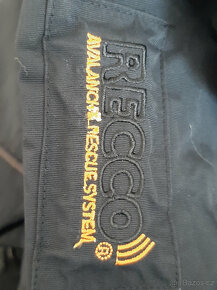 RECCO®
AVALANCHE RESCUE SYSTEM